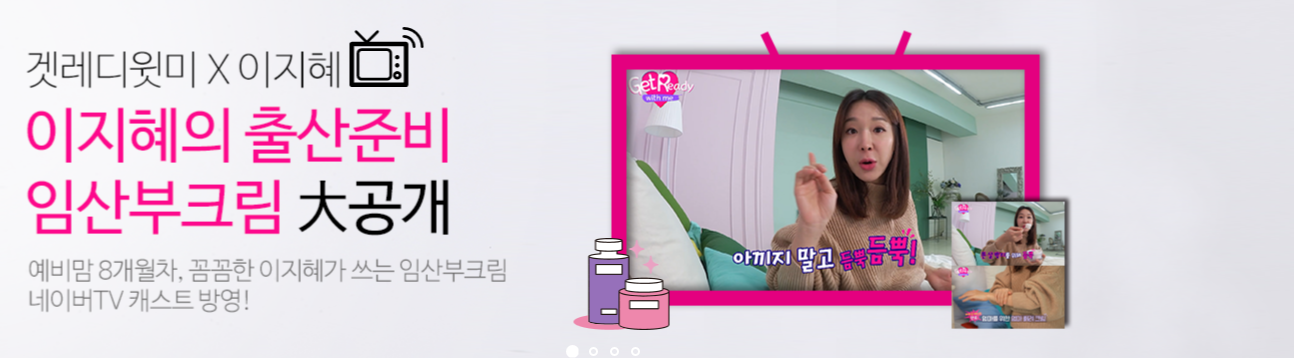 겟레디윗미 X 이지혜
이지혜의 출산준비
임산부크림 大공개
예비맘 8개월차, 꼼꼼한 이지혜가 쓰는 임산부크림
네이버TV 캐스트 방영!
Get Ready
with me
아끼지 말고 듬뿍듬뿍!